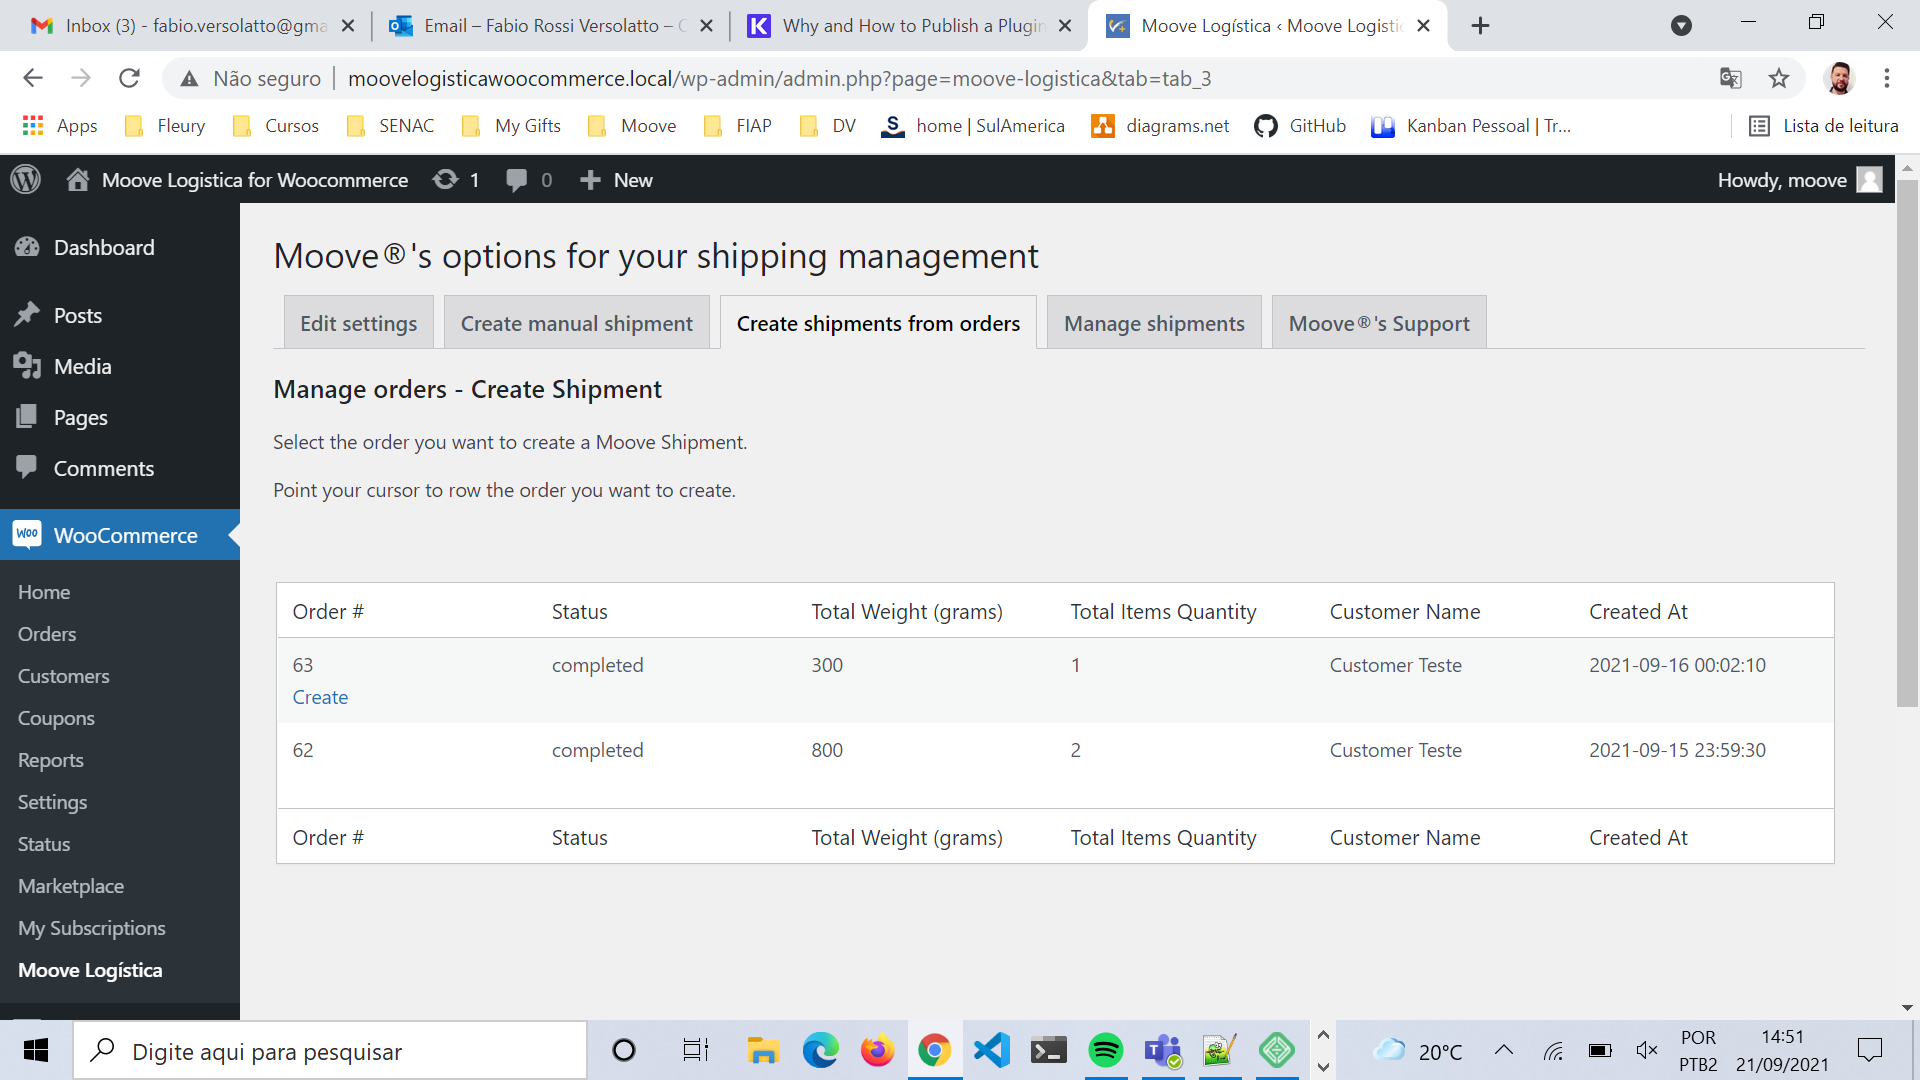 Inbox (3) - fabio.versolatto@gma
Email – Fabio Rossi Versolatto –
Why and How to Publish a Plugin
Moove Logística ‹ Moove Logistic
Não seguro | moovelogisticawoocommerce.local/wp-admin/admin.php?page=moove-logistica&tab=tab_3
Apps
Fleury
Cursos
SENAC
My Gifts
Moove
FIAP
DV
home | SulAmerica
diagrams.net
GitHub
Kanban Pessoal | Tr...
Lista de leitura
Moove Logistica for Woocommerce
1
0
New
Howdy, moove
Dashboard
Posts
Media
Pages
Comments
Woo
WooCommerce
Home
Orders
Customers
Coupons
Reports
Settings
Status
Marketplace
My Subscriptions
Moove Logística
Moove®'s options for your shipping management
Edit settings
Create manual shipment
Create shipments from orders
Manage shipments
Moove®'s Support
Manage orders - Create Shipment
Select the order you want to create a Moove Shipment.
Point your cursor to row the order you want to create.
Order # Status Total Weight (grams) Total Items Quantity Customer Name Created At
63 completed 300 1 Customer Teste 2021-09-16 00:02:10
Create
62 completed 800 2 Customer Teste 2021-09-15 23:59:30
Order # Status Total Weight (grams) Total Items Quantity Customer Name Created At
Digite aqui para pesquisar
20°C
POR
PTB2
14:51
21/09/2021